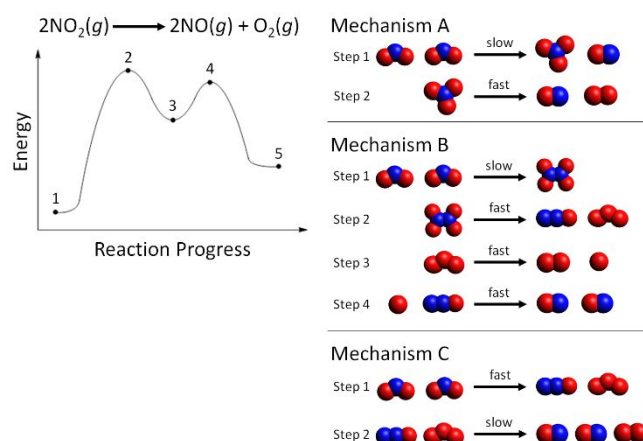 2NO₂(g) ⟶ 2NO(g) + O₂(g)
Energy
1
2
3
4
5
Reaction Progress
Mechanism A
Step 1 slow
Step 2 fast
Mechanism B
Step 1 slow
Step 2 fast
Step 3 fast
Step 4 fast
Mechanism C
Step 1 fast
Step 2 slow